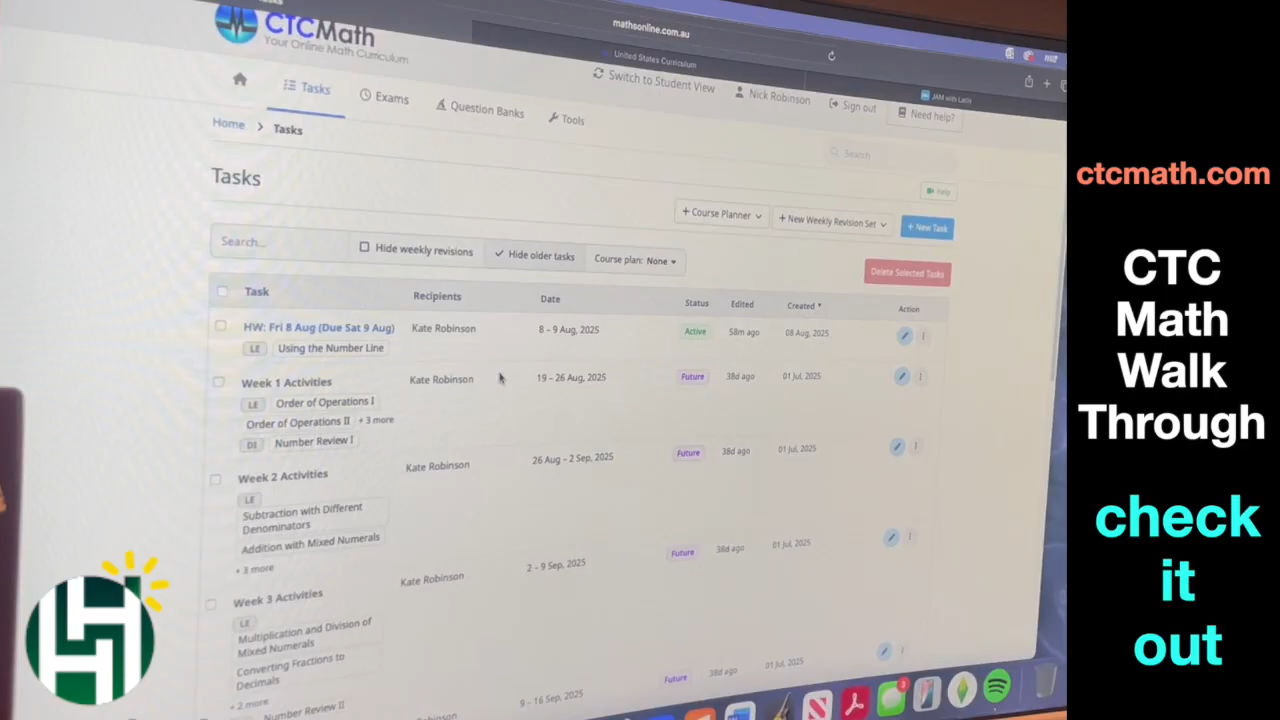 mathsonline.com.au
CTCMath
Your Online Math Curriculum
United States Curriculum
JAM with Latin
Switch to Student View
Nick Robinson
Sign out
Need help?
Tasks
Exams
Question Banks
Tools
Home > Tasks
Search
Tasks
Help
+ Course Planner
+ New Weekly Revision Set
+ New Task
Search...
Hide weekly revisions
Hide older tasks
Course plan: None
Delete Selected Tasks
Task Recipients Date Status Edited Created Action
HW: Fri 8 Aug (Due Sat 9 Aug) Kate Robinson 8 – 9 Aug, 2025 Active 58m ago 08 Aug, 2025
LE Using the Number Line
Week 1 Activities Kate Robinson 19 – 26 Aug, 2025 Future 38d ago 01 Jul, 2025
LE Order of Operations I
Order of Operations II + 3 more
DI Number Review I
Week 2 Activities Kate Robinson 26 Aug – 2 Sep, 2025 Future 38d ago 01 Jul, 2025
LE
Subtraction with Different
Denominators
Addition with Mixed Numerals
+ 3 more
Week 3 Activities Kate Robinson 2 – 9 Sep, 2025 Future 38d ago 01 Jul, 2025
LE
Multiplication and Division of
Mixed Numerals
Converting Fractions to
Decimals
+ 2 more
Number Review II
9 – 16 Sep, 2025 Future 38d ago 01 Jul, 2025
ctcmath.com
CTC
Math
Walk
Through
check
it
out